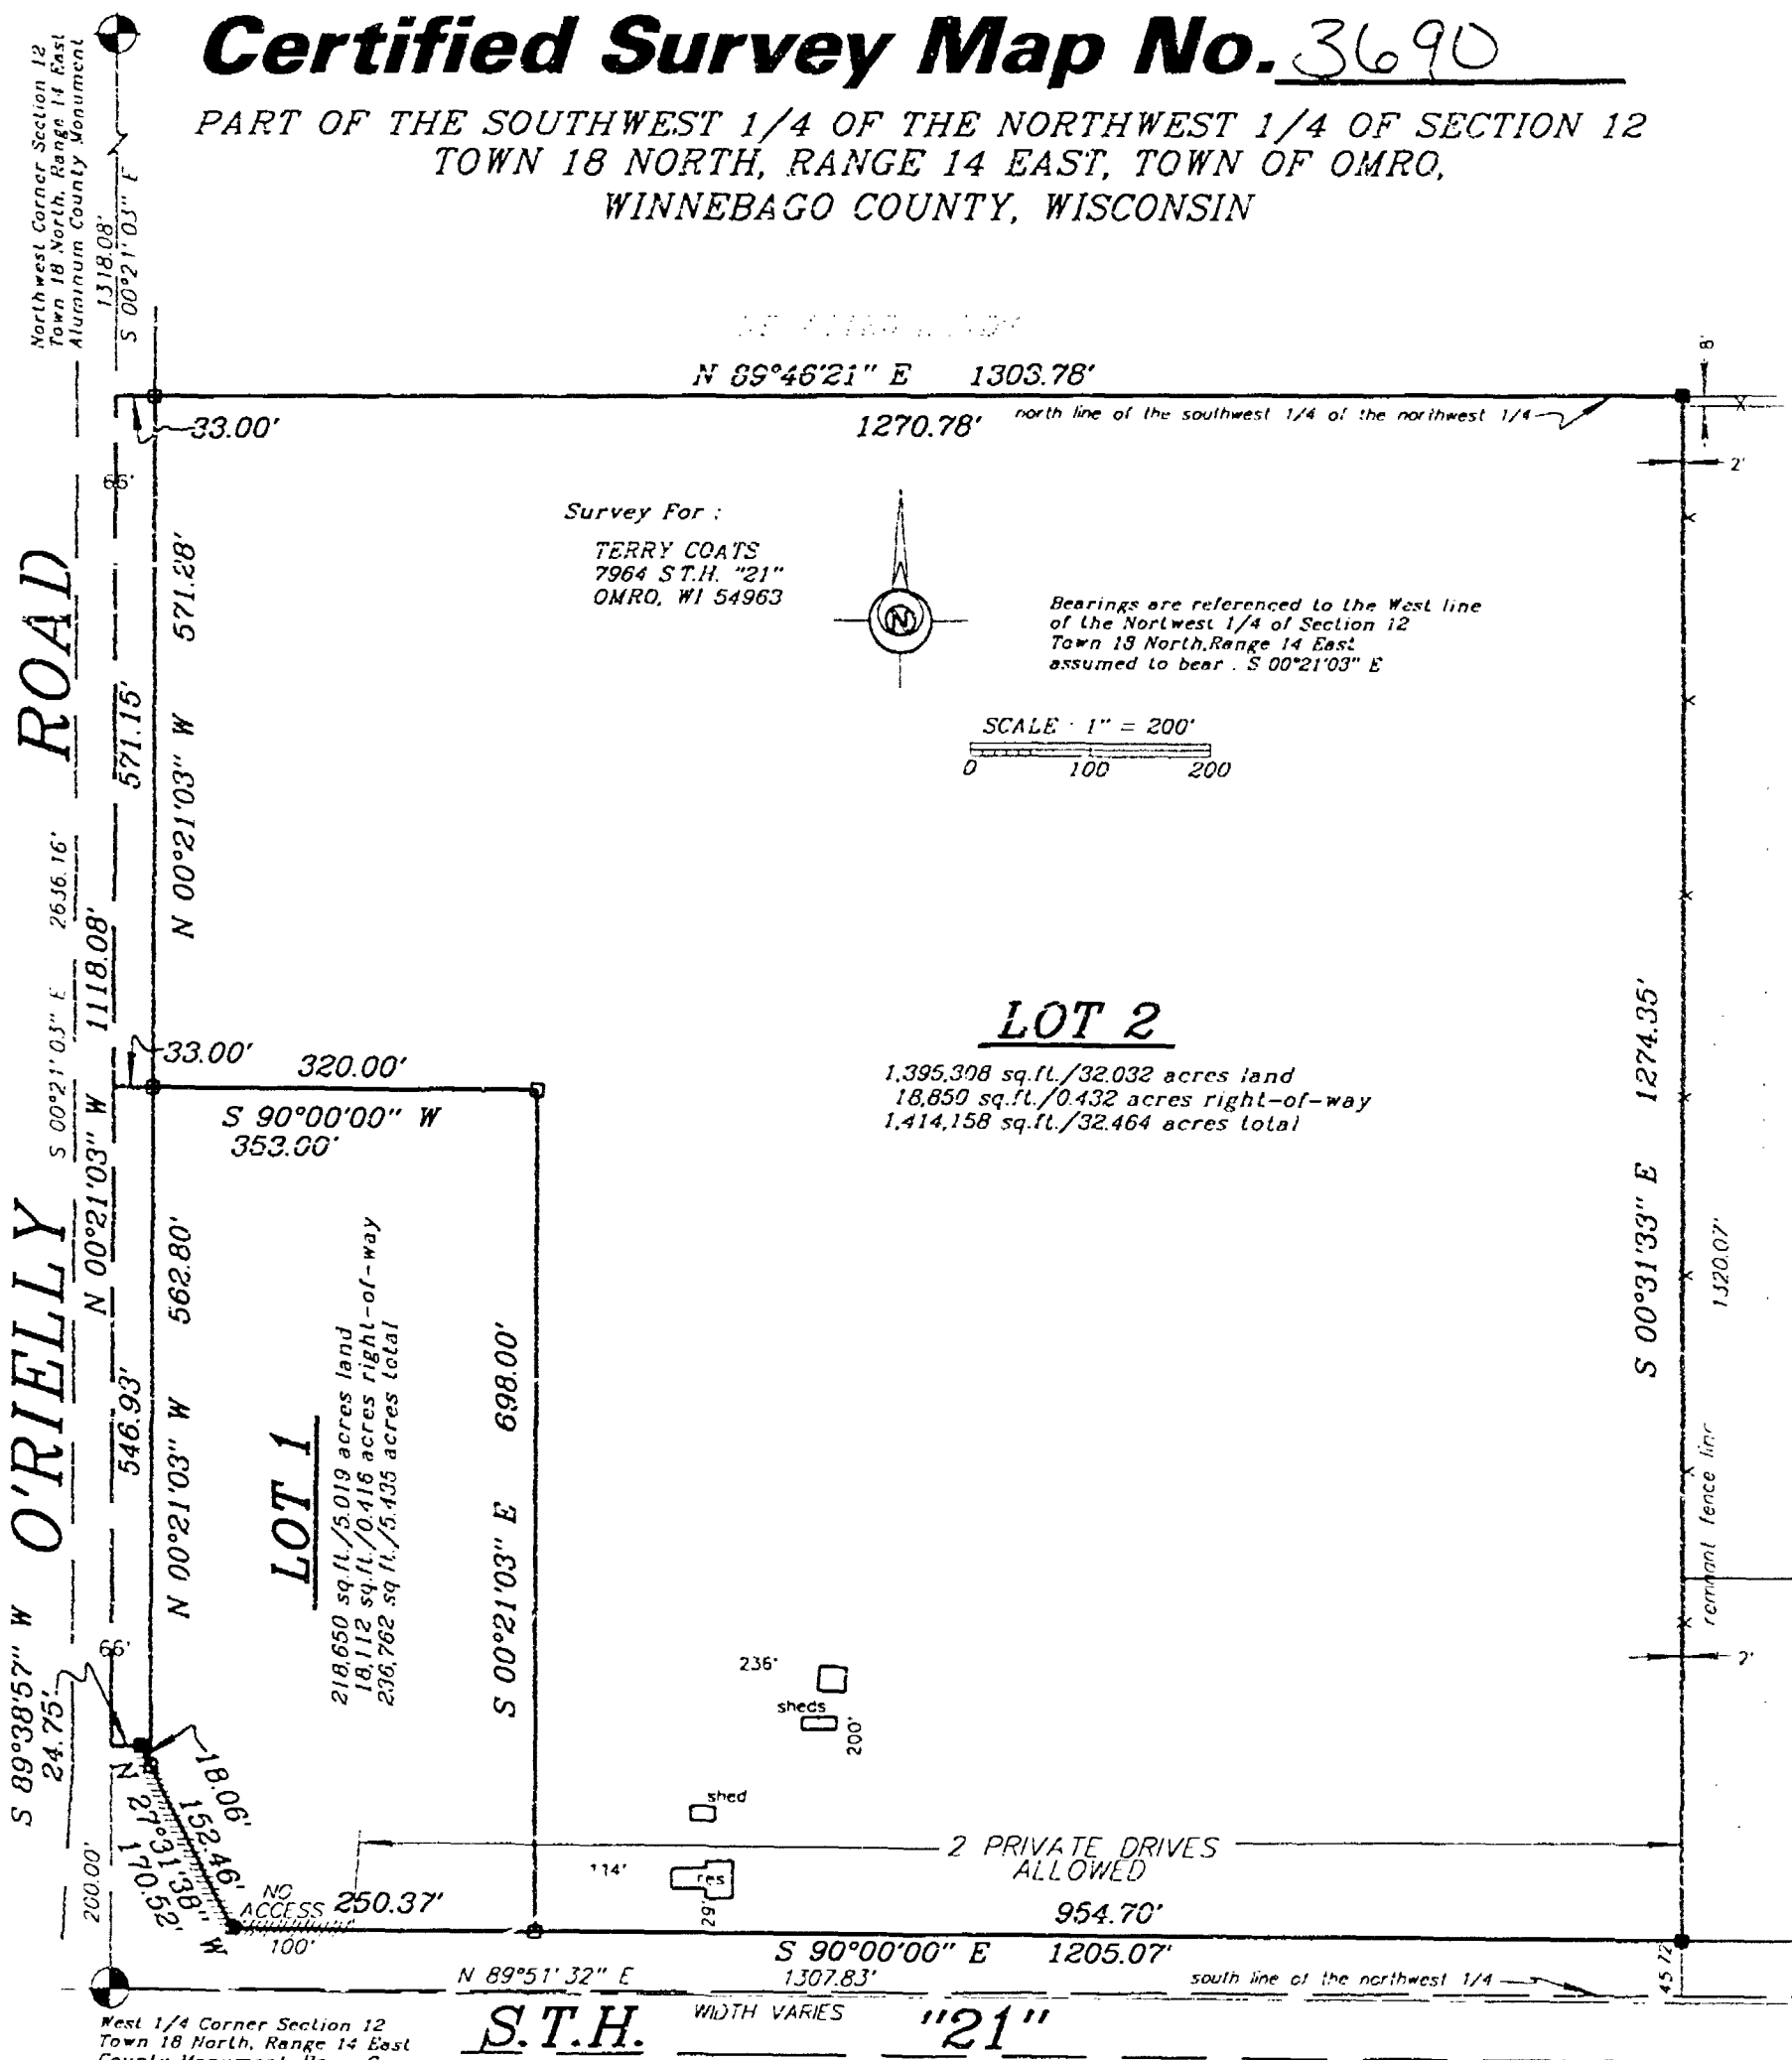 Certified Survey Map No. 3690
PART OF THE SOUTHWEST 1/4 OF THE NORTHWEST 1/4 OF SECTION 12
TOWN 18 NORTH, RANGE 14 EAST, TOWN OF OMRO,
WINNEBAGO COUNTY, WISCONSIN
Northwest Corner Section 12
Town 18 North, Range 14 East
Aluminum County Monument
1318.08'
S 00°21'03" E
N 89°46'21" E 1303.78'
33.00'
1270.78'
north line of the southwest 1/4 of the northwest 1/4
8'
2'
66'
Survey For :
TERRY COATS
7964 S T.H. "21"
OMRO, WI 54963
N
Bearings are referenced to the West line
of the Nortwest 1/4 of Section 12
Town 18 North,Range 14 East
assumed to bear . S 00°21'03" E
SCALE : 1" = 200'
0 100 200
O'RIELLY ROAD
571.15'
N 00°21'03" W 571.28'
S 00°21'03" E 2636.16'
N 00°21'03" W 1118.08'
33.00'
320.00'
S 90°00'00" W
353.00'
LOT 2
1,395,308 sq.ft./32.032 acres land
18,850 sq.ft./0.432 acres right-of-way
1,414,158 sq.ft./32.464 acres total
S 00°31'33" E 1274.35'
1320.07'
remnant fence line
2'
546.93'
N 00°21'03" W 562.80'
LOT 1
218,650 sq.ft./5.019 acres land
18,112 sq.ft./0.416 acres right-of-way
236,762 sq ft./5.435 acres total
S 00°21'03" E 698.00'
S 89°38'57" W
24.75'
66'
18.06'
152.46'
N 27°31'38" W
170.52'
200.00'
236'
sheds
200'
shed
114'
res
29'
2 PRIVATE DRIVES
ALLOWED
NO
ACCESS
250.37'
100'
954.70'
S 90°00'00" E 1205.07'
N 89°51'32" E 1307.83'
south line of the northwest 1/4
45.72
West 1/4 Corner Section 12
Town 18 North, Range 14 East
S.T.H. WIDTH VARIES "21"